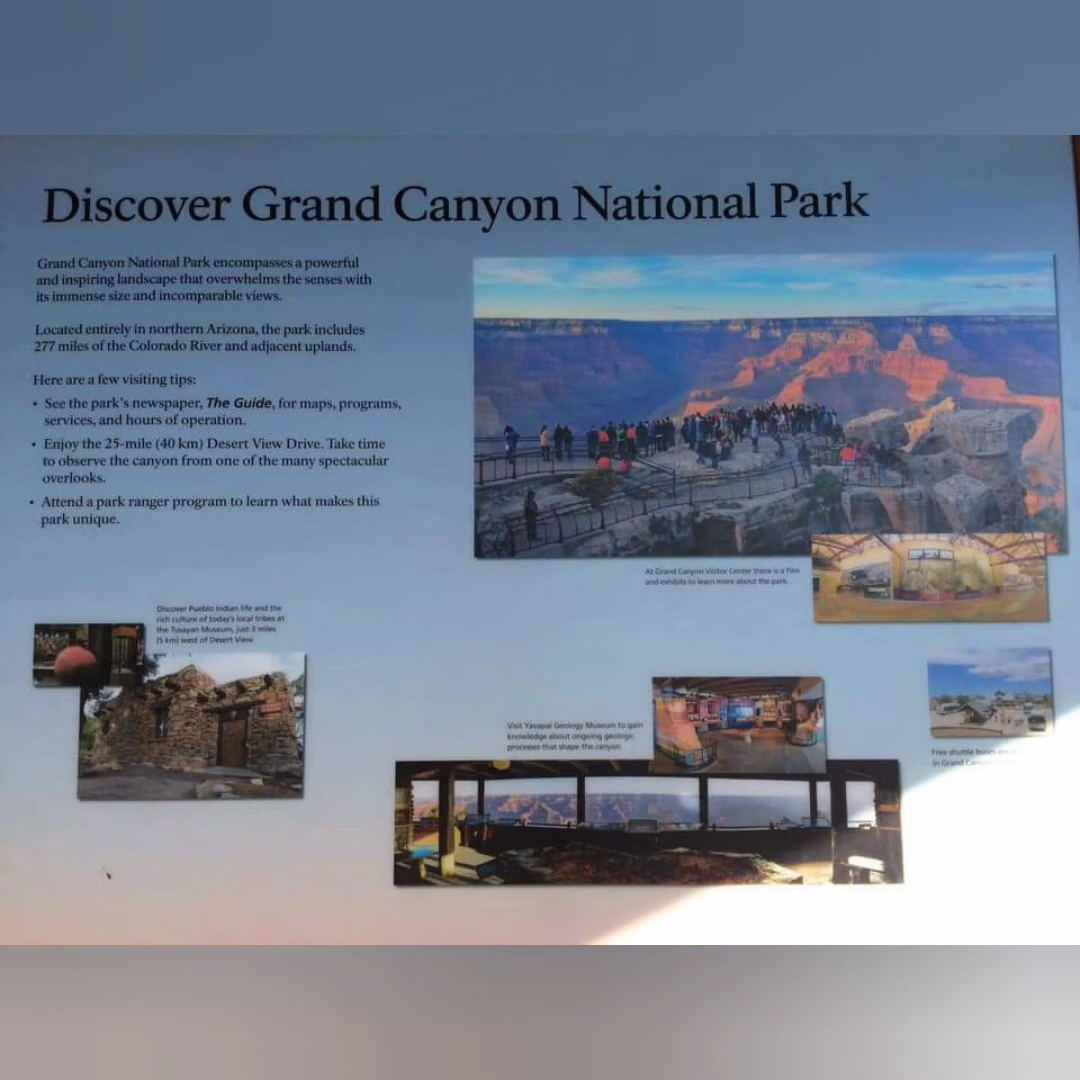 Discover Grand Canyon National Park
Grand Canyon National Park encompasses a powerful
and inspiring landscape that overwhelms the senses with
its immense size and incomparable views.
Located entirely in northern Arizona, the park includes
277 miles of the Colorado River and adjacent uplands.
Here are a few visiting tips:
• See the park's newspaper, The Guide, for maps, programs,
services, and hours of operation.
• Enjoy the 25-mile (40 km) Desert View Drive. Take time
to observe the canyon from one of the many spectacular
overlooks.
• Attend a park ranger program to learn what makes this
park unique.
At Grand Canyon Visitor Center there is a film
and exhibits to learn more about the park.
Discover Pueblo Indian life and the
rich culture of today's local tribes at
the Tusayan Museum, just 3 miles
(5 km) west of Desert View.
Visit Yavapai Geology Museum to gain
knowledge about ongoing geologic
processes that shape the canyon.
Free shuttle buses
in Grand